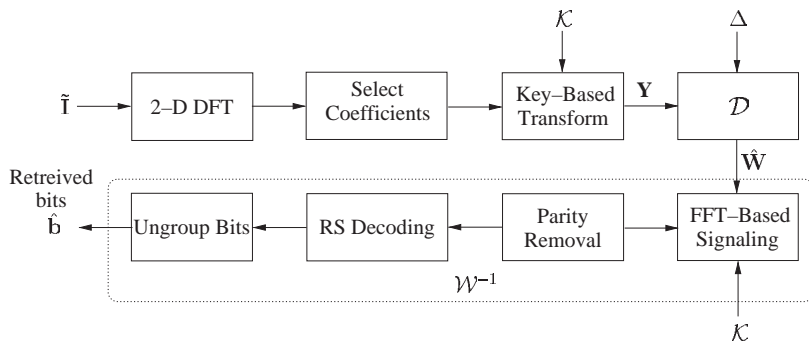 𝒦
Δ
Ĩ
2–D DFT
Select
Coefficients
Key–Based
Transform
Y
𝒟
Ŵ
Retreived
bits
b̂
Ungroup Bits
RS Decoding
Parity
Removal
FFT–Based
Signaling
𝒲⁻¹
𝒦